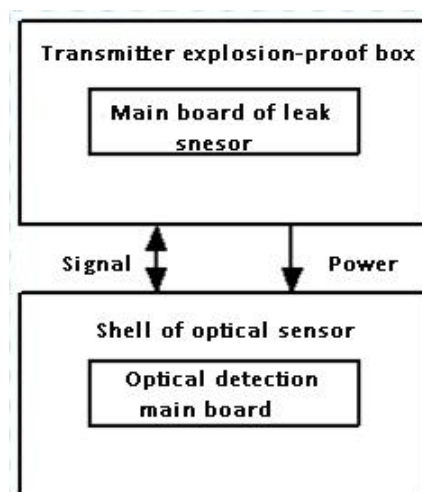 Transmitter explosion-proof box
Main board of leak
snesor
Signal
Power
Shell of optical sensor
Optical detection
main board